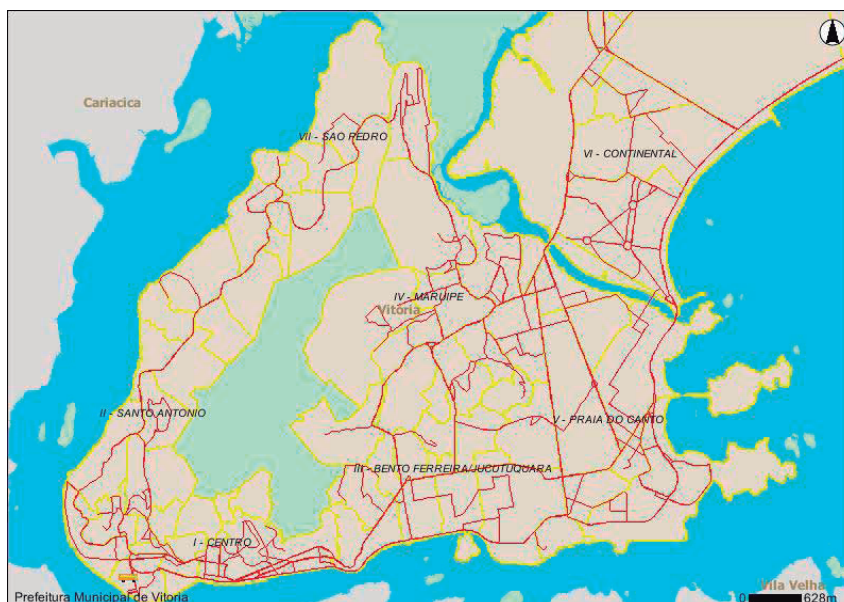 Cariacica
VII - SAO PEDRO
VI - CONTINENTAL
IV - MARUIPE
Vitória
II - SANTO ANTONIO
V - PRAIA DO CANTO
III - BENTO FERREIRA/JUCUTUQUARA
I - CENTRO
Vila Velha
Prefeitura Municipal de Vitoria
0 628m